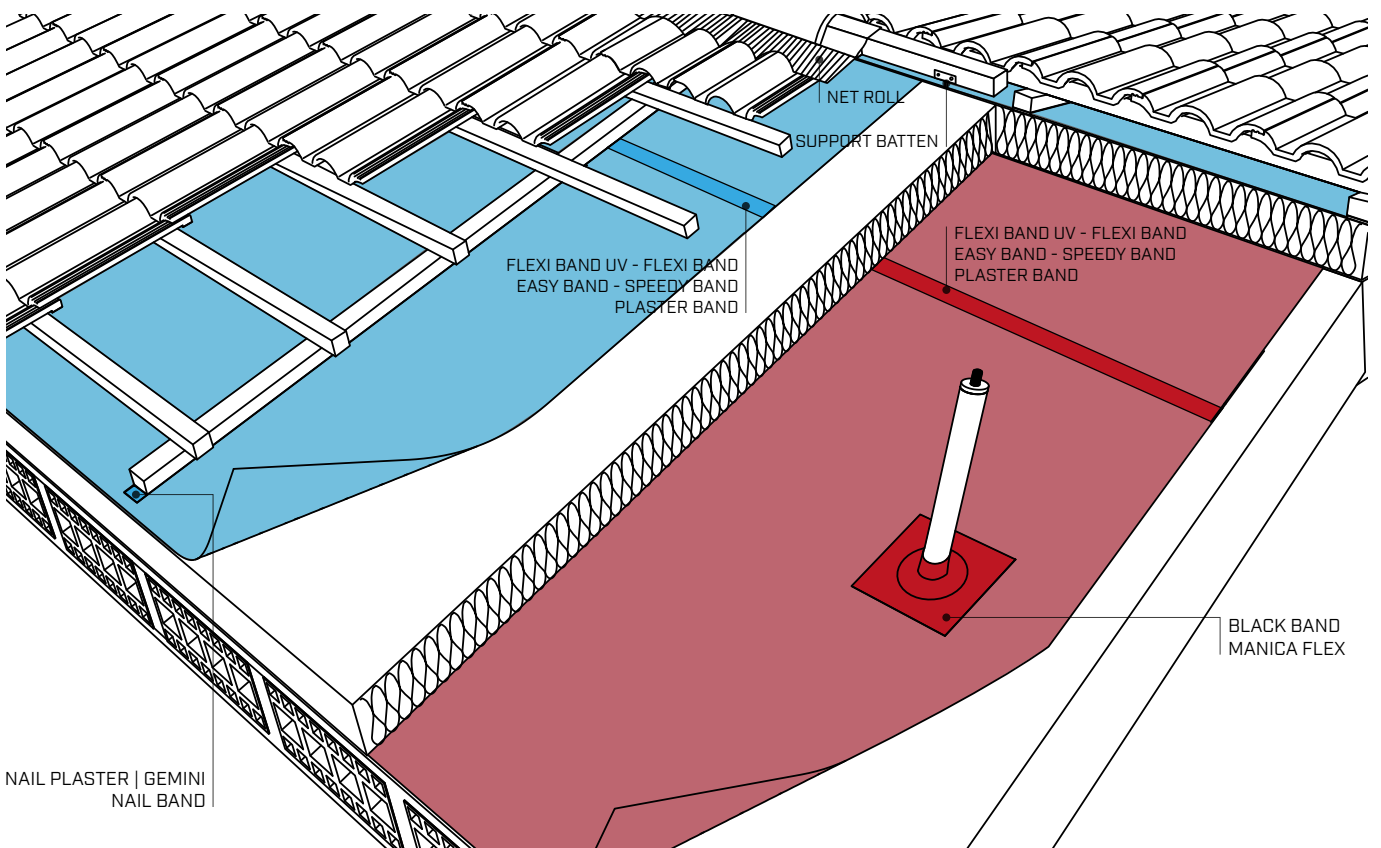 NET ROLL
SUPPORT BATTEN
FLEXI BAND UV - FLEXI BAND
EASY BAND - SPEEDY BAND
PLASTER BAND
FLEXI BAND UV - FLEXI BAND
EASY BAND - SPEEDY BAND
PLASTER BAND
BLACK BAND
MANICA FLEX
NAIL PLASTER | GEMINI
NAIL BAND